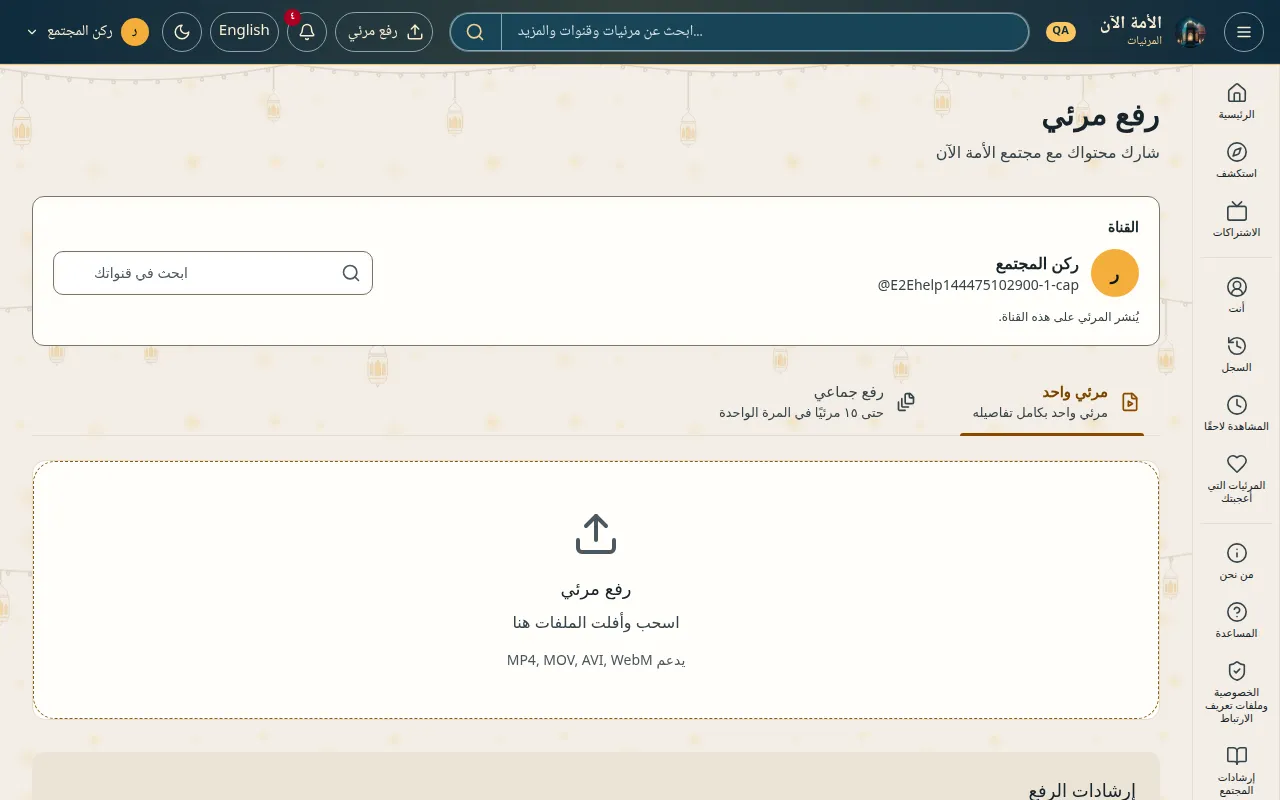 الأمة الآن
المرئيات
QA
ابحث عن مرئيات وقنوات والمزيد...
رفع مرئي
٤
English
ر
ركن المجتمع
الرئيسية
استكشف
الاشتراكات
أنت
السجل
المشاهدة لاحقًا
المرئيات التي
أعجبتك
من نحن
المساعدة
الخصوصية
وملفات تعريف
الارتباط
إرشادات
المجتمع
رفع مرئي
شارك محتواك مع مجتمع الأمة الآن
القناة
ر
ركن المجتمع
@E2Ehelp144475102900-1-cap
يُنشر المرئي على هذه القناة.
ابحث في قنواتك
مرئي واحد
مرئي واحد بكامل تفاصيله
رفع جماعي
حتى ١٥ مرئيًا في المرة الواحدة
رفع مرئي
اسحب وأفلت الملفات هنا
يدعم MP4, MOV, AVI, WebM
إرشادات الرفع